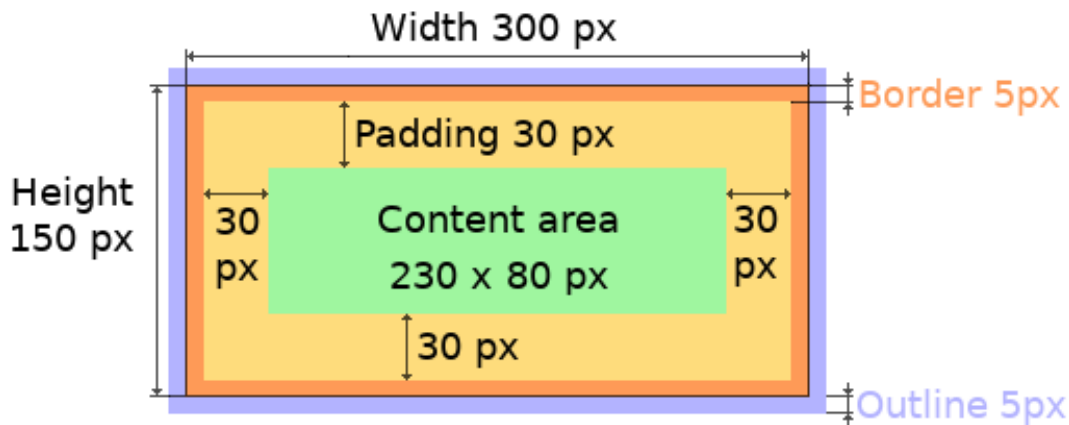 Width 300 px
Border 5px
Padding 30 px
Height
150 px
30
px
Content area
230 x 80 px
30
px
30 px
Outline 5px